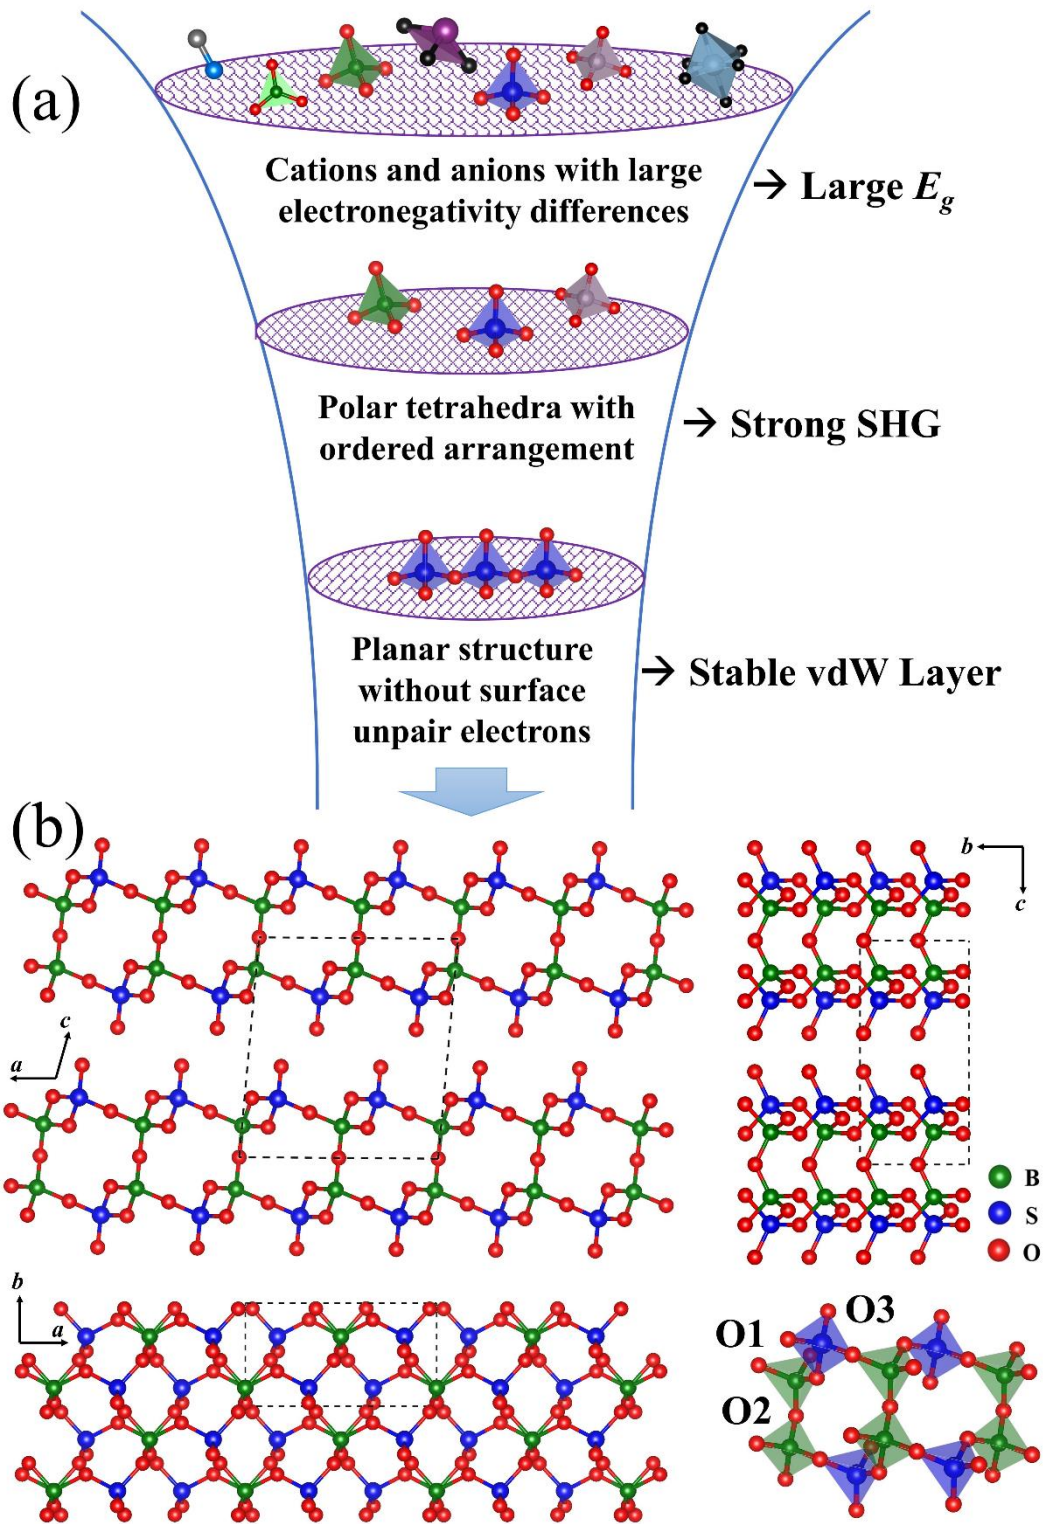 (a)
Cations and anions with large
electronegativity differences
→ Large Eg
Polar tetrahedra with
ordered arrangement
→ Strong SHG
Planar structure
without surface
unpair electrons
→ Stable vdW Layer
(b)
b
c
c
a
B
S
O
b
a
O3
O1
O2